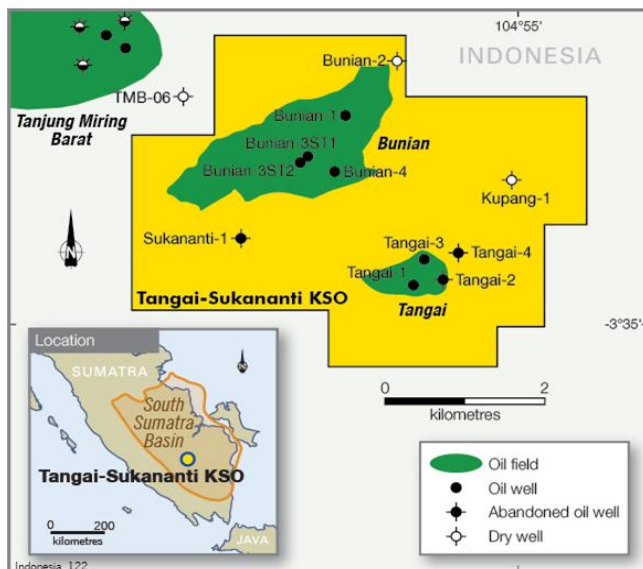 104°55'
INDONESIA
Bunian-2
TMB-06
Tanjung Miring
Barat
Bunian 1
Bunian
Bunian 3ST1
Bunian 3ST2
Bunian-4
Kupang-1
Sukananti-1
Tangai-3
Tangai-4
Tangai-1
Tangai-2
Tangai-Sukananti KSO
Tangai
-3°35'
N
0 2
kilometres
Location
N
SUMATRA
South
Sumatra
Basin
Tangai-Sukananti KSO
0 200
kilometres
JAVA
Oil field
Oil well
Abandoned oil well
Dry well
Indonesia 122